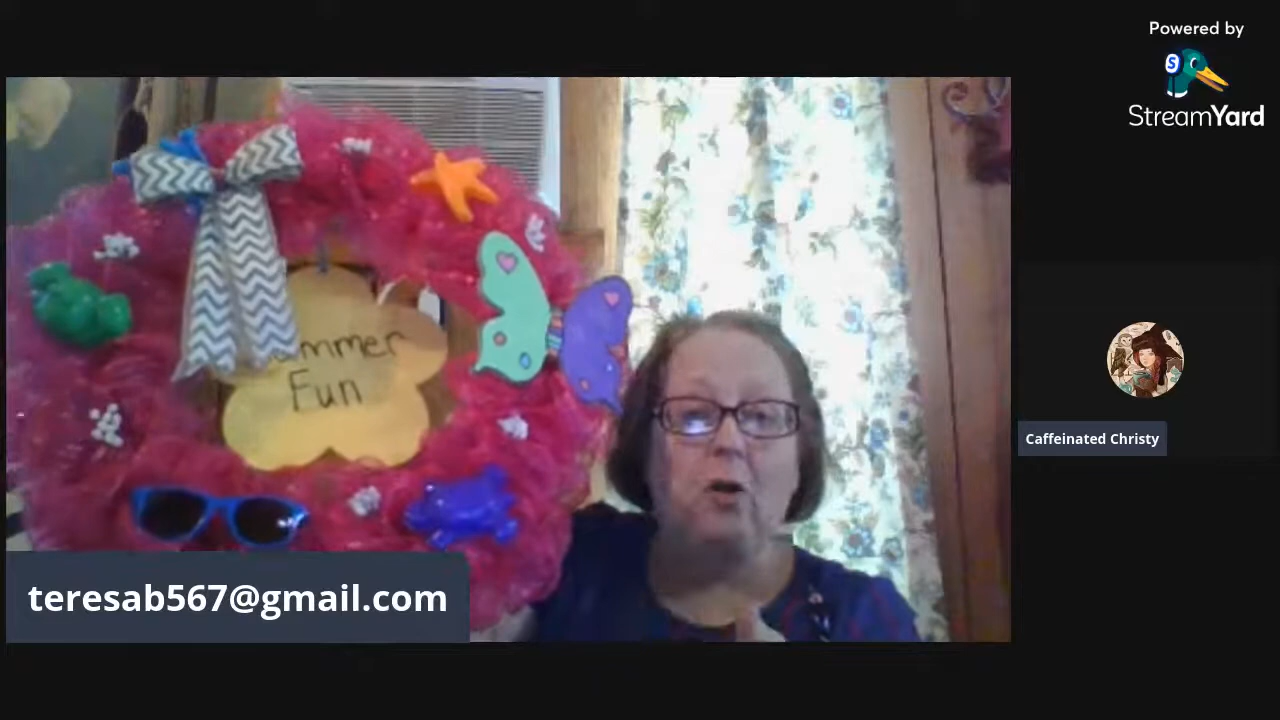 Powered by
StreamYard
mmer
Fun
Caffeinated Christy
teresab567@gmail.com